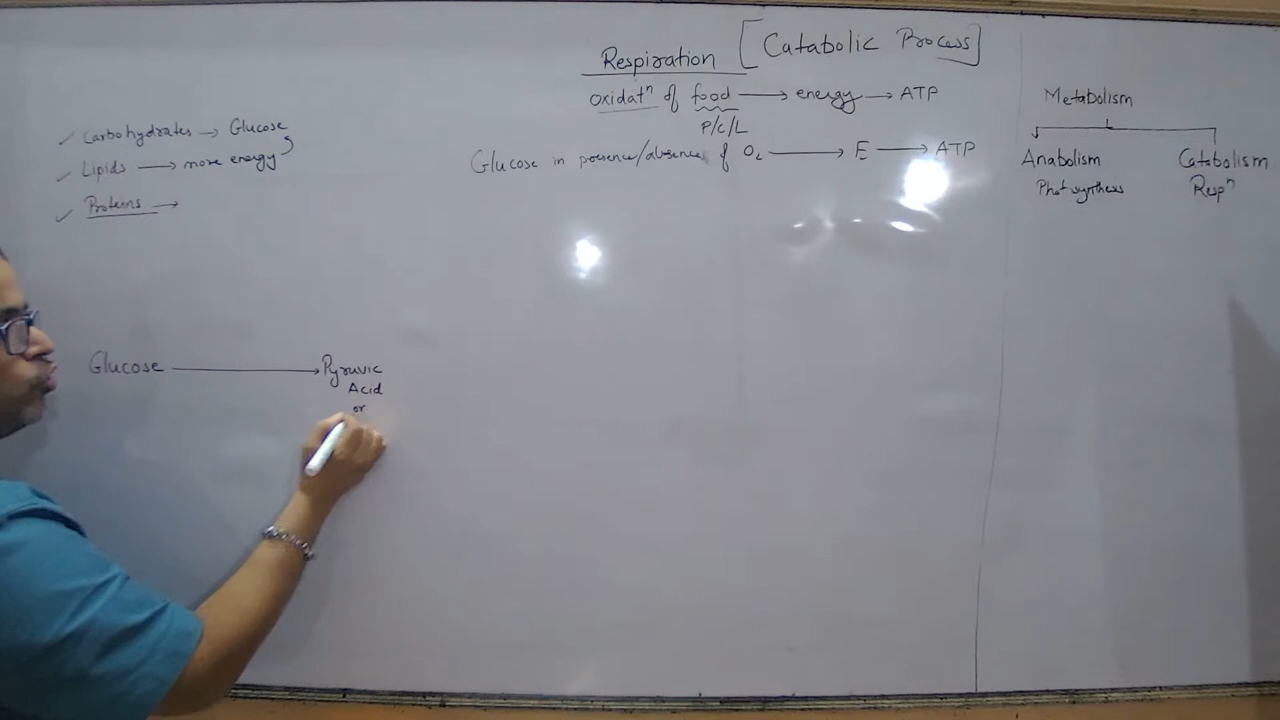 Respiration [Catabolic Process]
oxidatⁿ of food → energy → ATP
P/C/L
Glucose in presence/absence of O₂ → E → ATP
Carbohydrates → Glucose
Lipids → more energy
Proteins →
Metabolism
Anabolism Catabolism
Photosynthesis Respⁿ
Glucose → Pyruvic
Acid
or